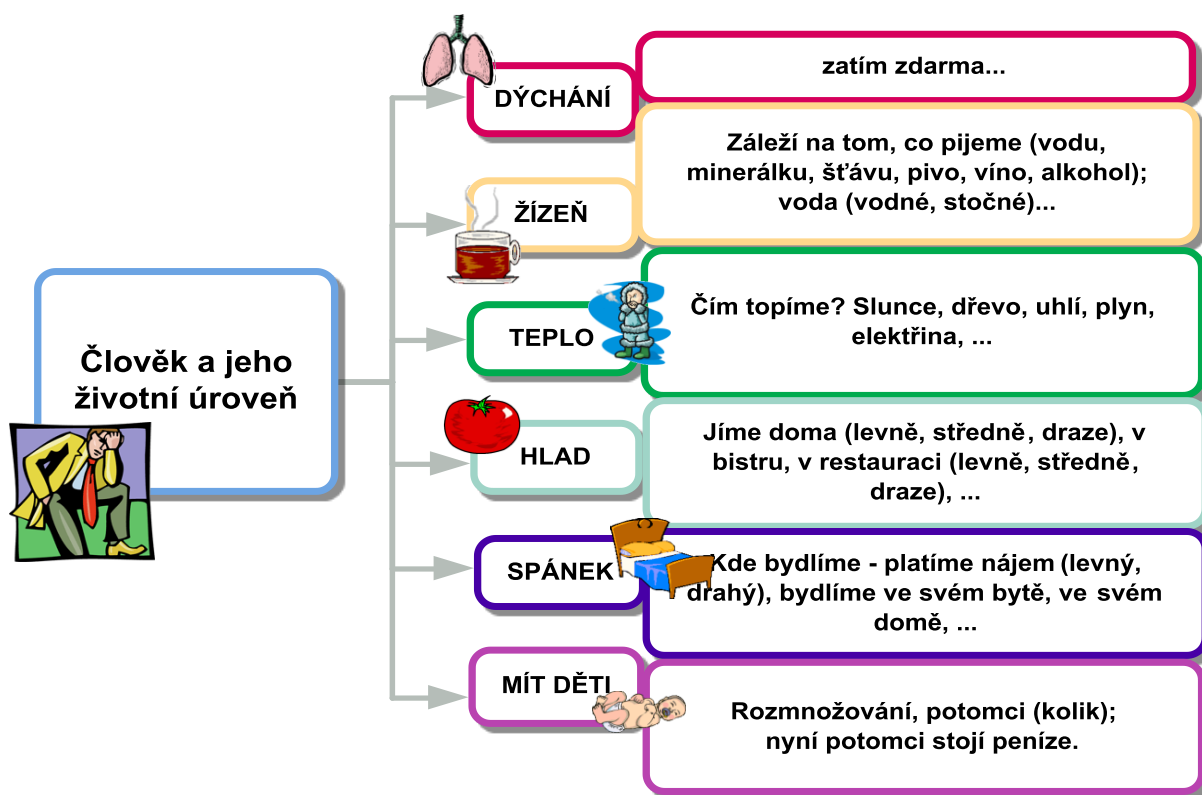 Člověk a jeho
životní úroveň
DÝCHÁNÍ
zatím zdarma...
ŽÍZEŇ
Záleží na tom, co pijeme (vodu,
minerálku, šťávu, pivo, víno, alkohol);
voda (vodné, stočné)...
TEPLO
Čím topíme? Slunce, dřevo, uhlí, plyn,
elektřina, ...
HLAD
Jíme doma (levně, středně, draze), v
bistru, v restauraci (levně, středně,
draze), ...
SPÁNEK
Kde bydlíme - platíme nájem (levný,
drahý), bydlíme ve svém bytě, ve svém
domě, ...
MÍT DĚTI
Rozmnožování, potomci (kolik);
nyní potomci stojí peníze.